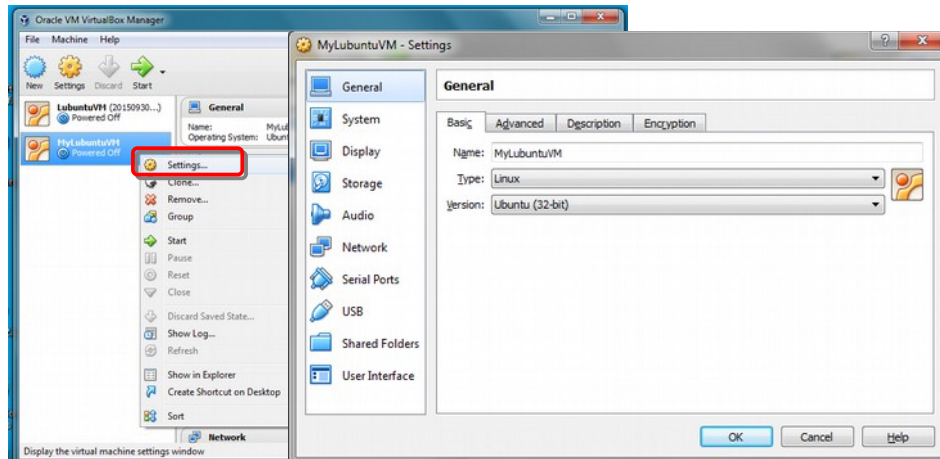 Oracle VM VirtualBox Manager
File Machine Help
New Settings Discard Start
LubuntuVM (20150930...)
Powered Off
MyLubuntuVM
Powered Off
General
Name: MyLub
Operating System: Ubunt
Settings...
Clone...
Remove...
Group
Start
Pause
Reset
Close
Discard Saved State...
Show Log...
Refresh
Show in Explorer
Create Shortcut on Desktop
Sort
Network
Display the virtual machine settings window
MyLubuntuVM - Settings
General
System
Display
Storage
Audio
Network
Serial Ports
USB
Shared Folders
User Interface
General
Basic Advanced Description Encryption
Name: MyLubuntuVM
Type: Linux
Version: Ubuntu (32-bit)
OK Cancel Help